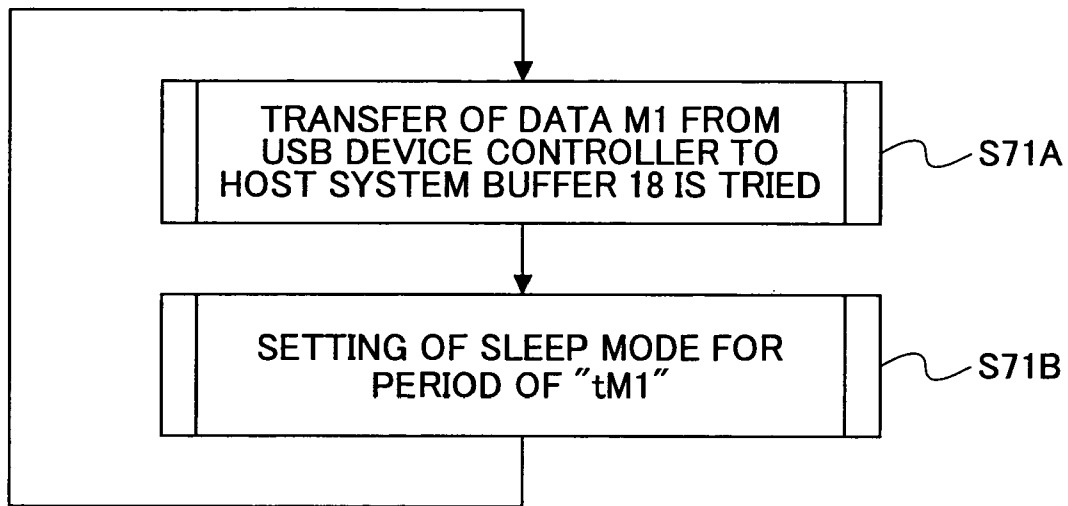 TRANSFER OF DATA M1 FROM
USB DEVICE CONTROLLER TO
HOST SYSTEM BUFFER 18 IS TRIED
S71A
SETTING OF SLEEP MODE FOR
PERIOD OF "tM1"
S71B